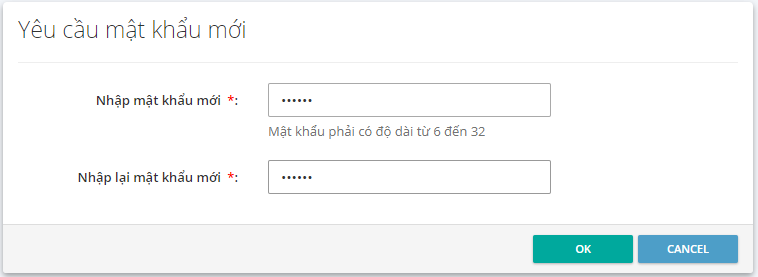 Yêu cầu mật khẩu mới
Nhập mật khẩu mới *: ••••••
Mật khẩu phải có độ dài từ 6 đến 32
Nhập lại mật khẩu mới *: ••••••
OK CANCEL